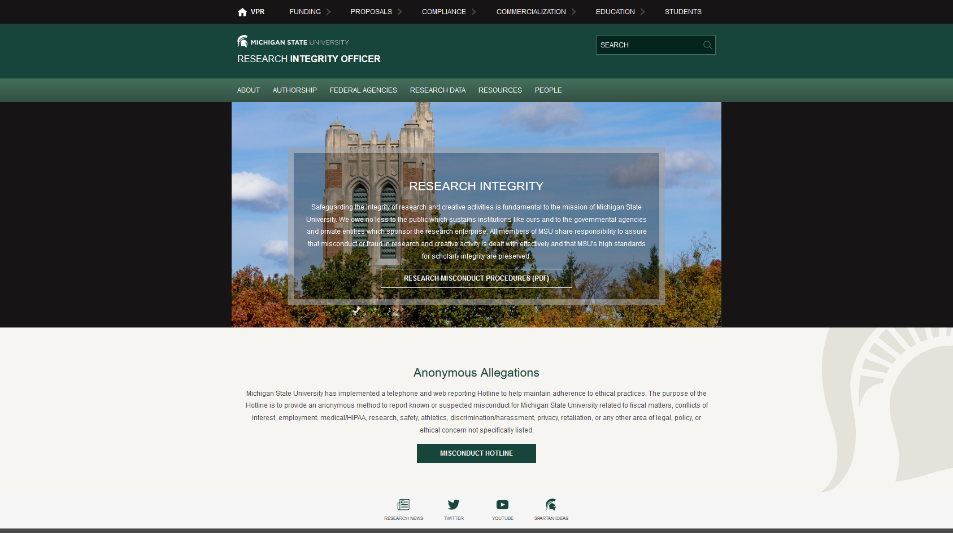 VPR FUNDING PROPOSALS COMPLIANCE COMMERCIALIZATION EDUCATION STUDENTS
MICHIGAN STATE UNIVERSITY
RESEARCH INTEGRITY OFFICER
SEARCH
ABOUT AUTHORSHIP FEDERAL AGENCIES RESEARCH DATA RESOURCES PEOPLE
RESEARCH INTEGRITY
Safeguarding the integrity of research and creative activities is fundamental to the mission of Michigan State
University. We owe no less to the public which sustains institutions like ours and to the governmental agencies
and private entities which sponsor the research enterprise. All members of MSU share responsibility to assure
that misconduct or fraud in research and creative activity is dealt with effectively and that MSU's high standards
for scholarly integrity are preserved.
RESEARCH MISCONDUCT PROCEDURES (PDF)
Anonymous Allegations
Michigan State University has implemented a telephone and web reporting Hotline to help maintain adherence to ethical practices. The purpose of the
Hotline is to provide an anonymous method to report known or suspected misconduct for Michigan State University related to fiscal matters, conflicts of
interest, employment, medical/HIPAA, research, safety, athletics, discrimination/harassment, privacy, retaliation, or any other area of legal, policy, or
ethical concern not specifically listed.
MISCONDUCT HOTLINE
RESEARCH NEWS TWITTER YOUTUBE SPARTAN IDEAS